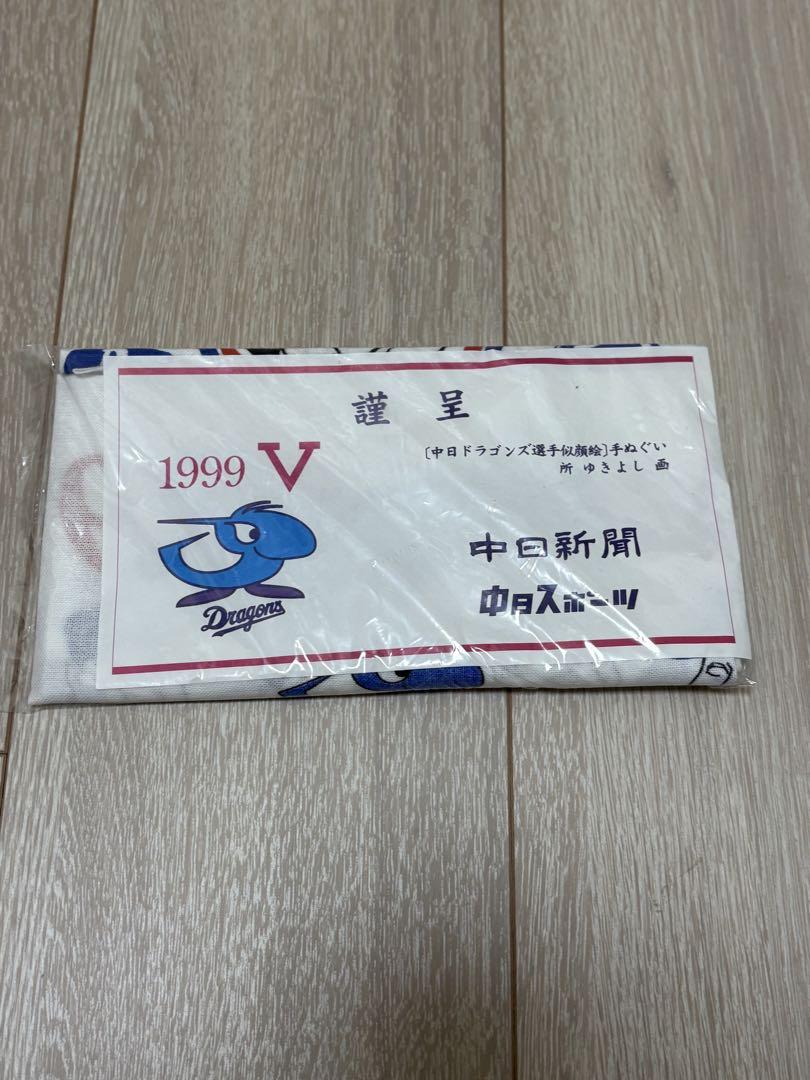 謹呈
1999 V
〔中日ドラゴンズ選手似顔絵〕手ぬぐい
所 ゆきよし 画
Dragons
中日新聞
中日スポーツ